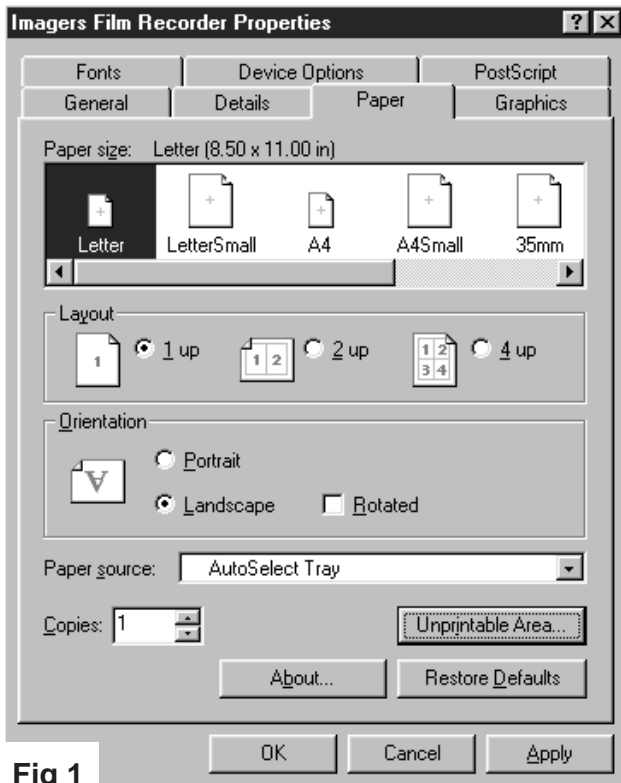 Imagers Film Recorder Properties
Fonts Device Options PostScript
General Details Paper Graphics
Paper size: Letter (8.50 x 11.00 in)
Letter LetterSmall A4 A4Small 35mm
Layout
1 1 up 1 2 2 up 1 2 3 4 4 up
Orientation
A Portrait
Landscape Rotated
Paper source: AutoSelect Tray
Copies: 1 Unprintable Area...
About... Restore Defaults
OK Cancel Apply
Fig 1